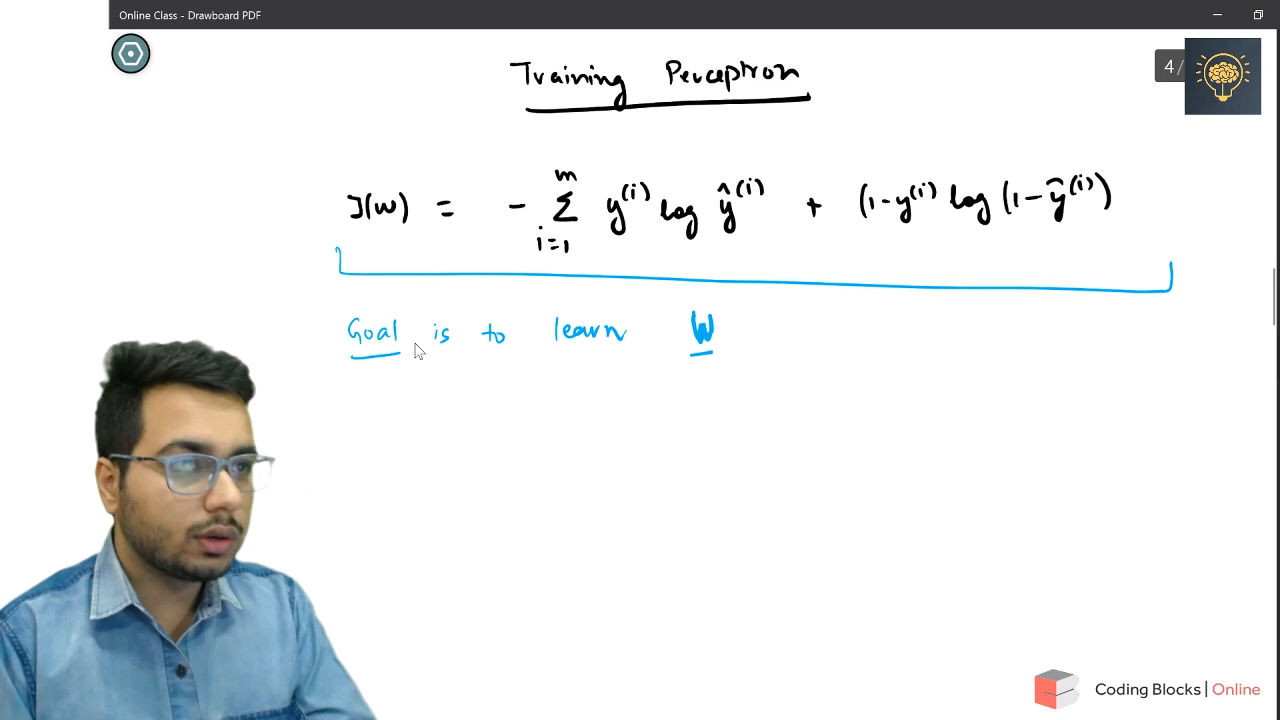 Online Class - Drawboard PDF
4/
Training Perceptron
J(w) = - Σ_{i=1}^{m} y^(i) log ŷ^(i) + (1-y^(i) log (1-ŷ^(i))
Goal is to learn W
Coding Blocks | Online